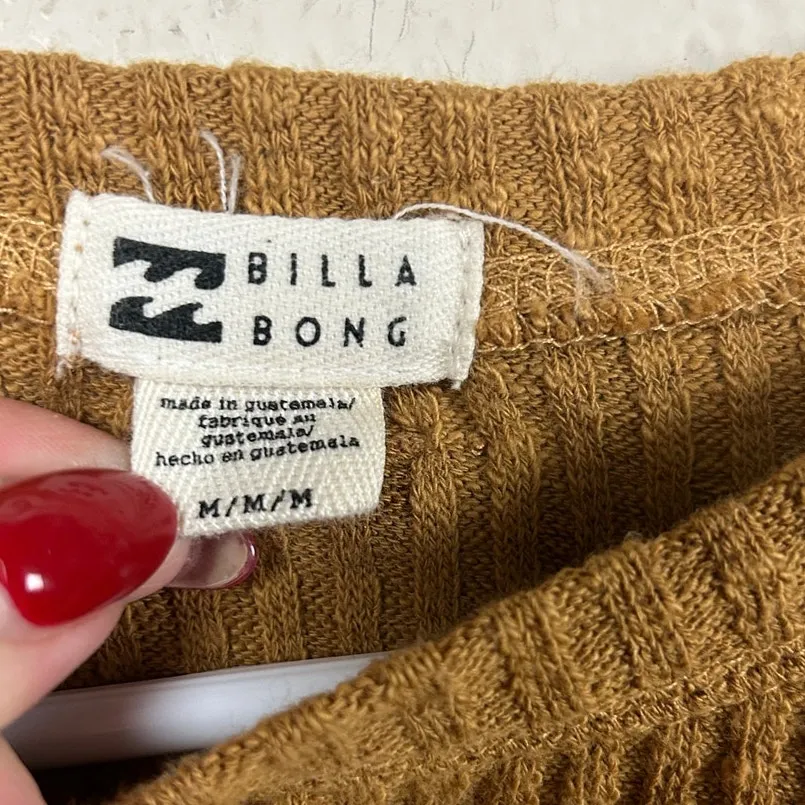 BILLA
BONG
made in guatemala/
fabriqué au
guatemala/
hecho en guatemala
M/M/M